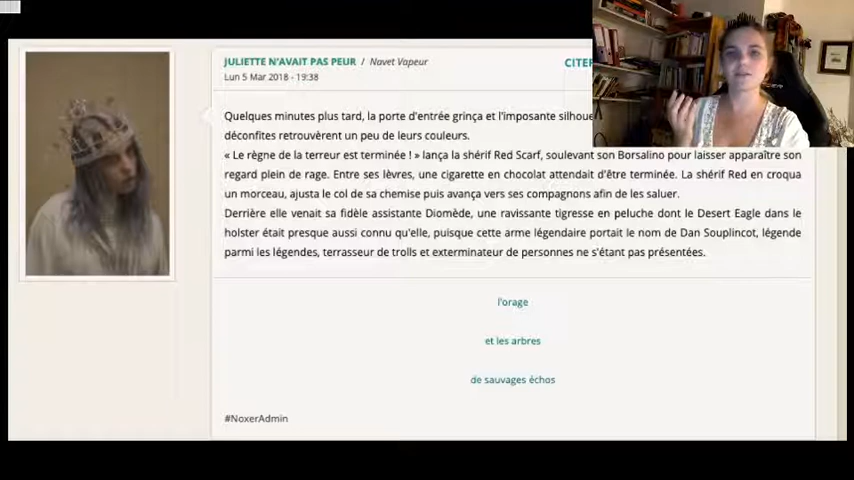 JULIETTE N'AVAIT PAS PEUR / Navet Vapeur
CITER
Lun 5 Mar 2018 - 19:38
Quelques minutes plus tard, la porte d'entrée grinça et l'imposante
déconfites retrouvèrent un peu de leurs couleurs.
« Le règne de la terreur est terminée ! » lança la shérif Red Scarf, soulevant son Borsalino pour laisser apparaître son
regard plein de rage. Entre ses lèvres, une cigarette en chocolat attendait d'être terminée. La shérif Red en croqua
un morceau, ajusta le col de sa chemise puis avança vers ses compagnons afin de les saluer.
Derrière elle venait sa fidèle assistante Diomède, une ravissante tigresse en peluche dont le Desert Eagle dans le
holster était presque aussi connu qu'elle, puisque cette arme légendaire portait le nom de Dan Souplincot, légende
parmi les légendes, terrasseur de trolls et exterminateur de personnes ne s'étant pas présentées.
l'orage
et les arbres
de sauvages échos
#NoxerAdmin